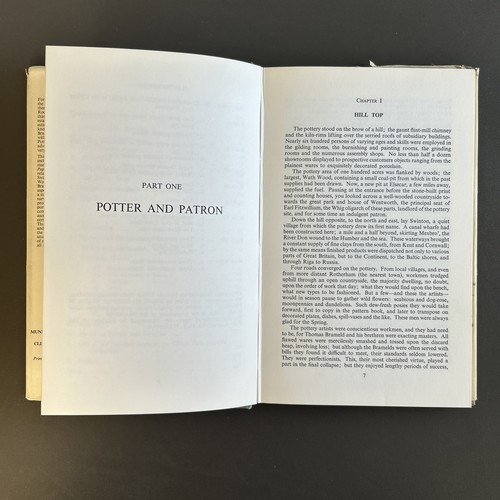 PART ONE
POTTER AND PATRON
CHAPTER I
HILL TOP
The pottery stood on the brow of a hill; the gaunt flint-mill chimney
and the kiln-rims lifting over the serried roofs of subsidiary buildings.
Nearly six hundred persons of varying ages and skills were employed in
the gilding rooms, the burnishing and painting rooms, the grinding
rooms and the numerous assembly shops. No less than half a dozen
showrooms displayed to prospective customers objects ranging from the
plainest wares to exquisitely decorated porcelain.
The pottery area of one hundred acres was flanked by woods; the
largest, Wath Wood, containing a small coal-pit from which in the past
supplied the fuel. Passing at the entrance before the stone-built print
and counting houses, you looked across a well-wooded countryside to-
wards the great park and house of Wentworth, the principal seat of
Earl Fitzwilliam, the Whig oligarch of these parts, landlord of the pottery
site, and for some time an indulgent patron.
Down the hill opposite, to the north and east, lay Swinton, a quiet
village from which the pottery drew its first name. A canal wharf had
been constructed here; a mile and a half beyond, skirting Mexbro', the
River Don wound to the Humber and the sea. These waterways brought
a constant supply of fine clays from the south, from Kent and Cornwall;
by the same means finished products were dispatched not only to various
parts of Great Britain, but to the Continent, to the Baltic shores, and
through Riga to Russia.
Four roads converged on the pottery. From local villages, and even
from more distant Rotherham (the nearest town), workmen trudged
uphill through an open countryside, the majority dwelling, no doubt,
upon the order of work that day: what they would find upon the bench,
what new types to be fashioned. But a few—and these the artists—
would in season pause to gather wild flowers: scabious and dog-rose,
moonpennies and dandelions. Such dew-fresh posies they would take
forward, first to copy in the pattern book, and later to transpose on
decorated plates, dishes, spill-vases and the like. These men were always
glad for the Spring.
The pottery artists were conscientious workmen, and they had need
to be, for Thomas Brameld and his brethren were exacting masters. All
flawed wares were mercilessly smashed and tossed upon the discard
heap, involving loss; but although the Bramelds were often served with
bills they found it difficult to meet, their standards seldom lowered.
They were perfectionists. This, their most cherished virtue, played a
part in the final collapse; but they enjoyed lengthy periods of success,